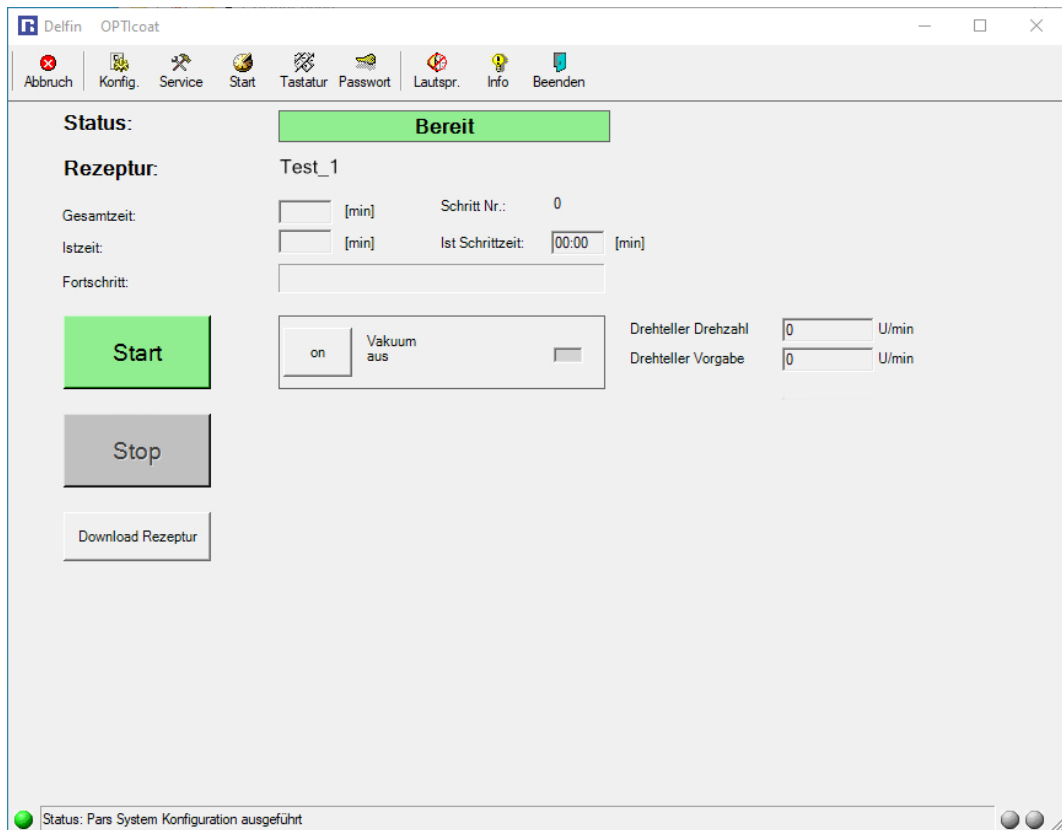 Delfin OPTIcoat
Abbruch Konfig. Service Start Tastatur Passwort Lautspr. Info Beenden
Status: Bereit
Rezeptur: Test_1
Gesamtzeit: [min] Schritt Nr.: 0
Istzeit: [min] Ist Schrittzeit: 00:00 [min]
Fortschritt:
Start
on
Vakuum
aus
Drehteller Drehzahl 0 U/min
Drehteller Vorgabe 0 U/min
Stop
Download Rezeptur
Status: Pars System Konfiguration ausgeführt